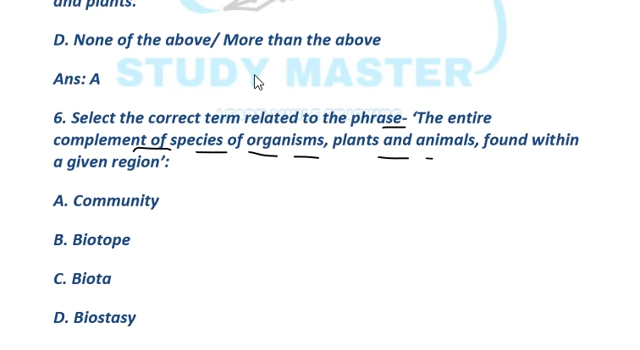 and plants.
D. None of the above/ More than the above
Ans: A
STUDY MASTER
6. Select the correct term related to the phrase- ‘The entire
complement of species of organisms, plants and animals, found within
a given region’:
A. Community
B. Biotope
C. Biota
D. Biostasy